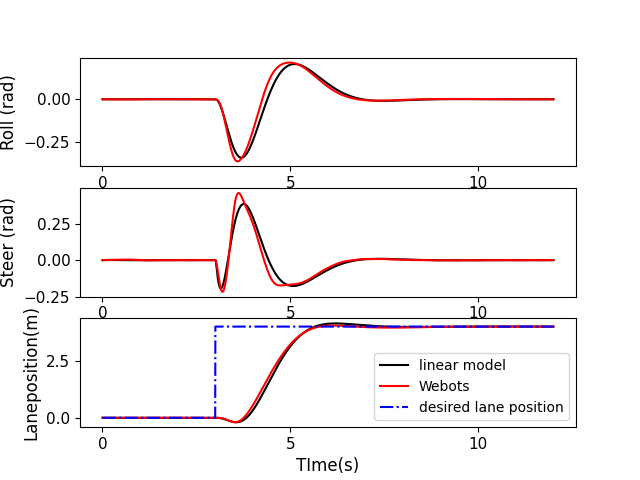 Roll (rad)
0.00
−0.25
0
5
10
Steer (rad)
0.25
0.00
−0.25
0
5
10
Laneposition(m)
2.5
0.0
linear model
Webots
desired lane position
0
5
10
TIme(s)